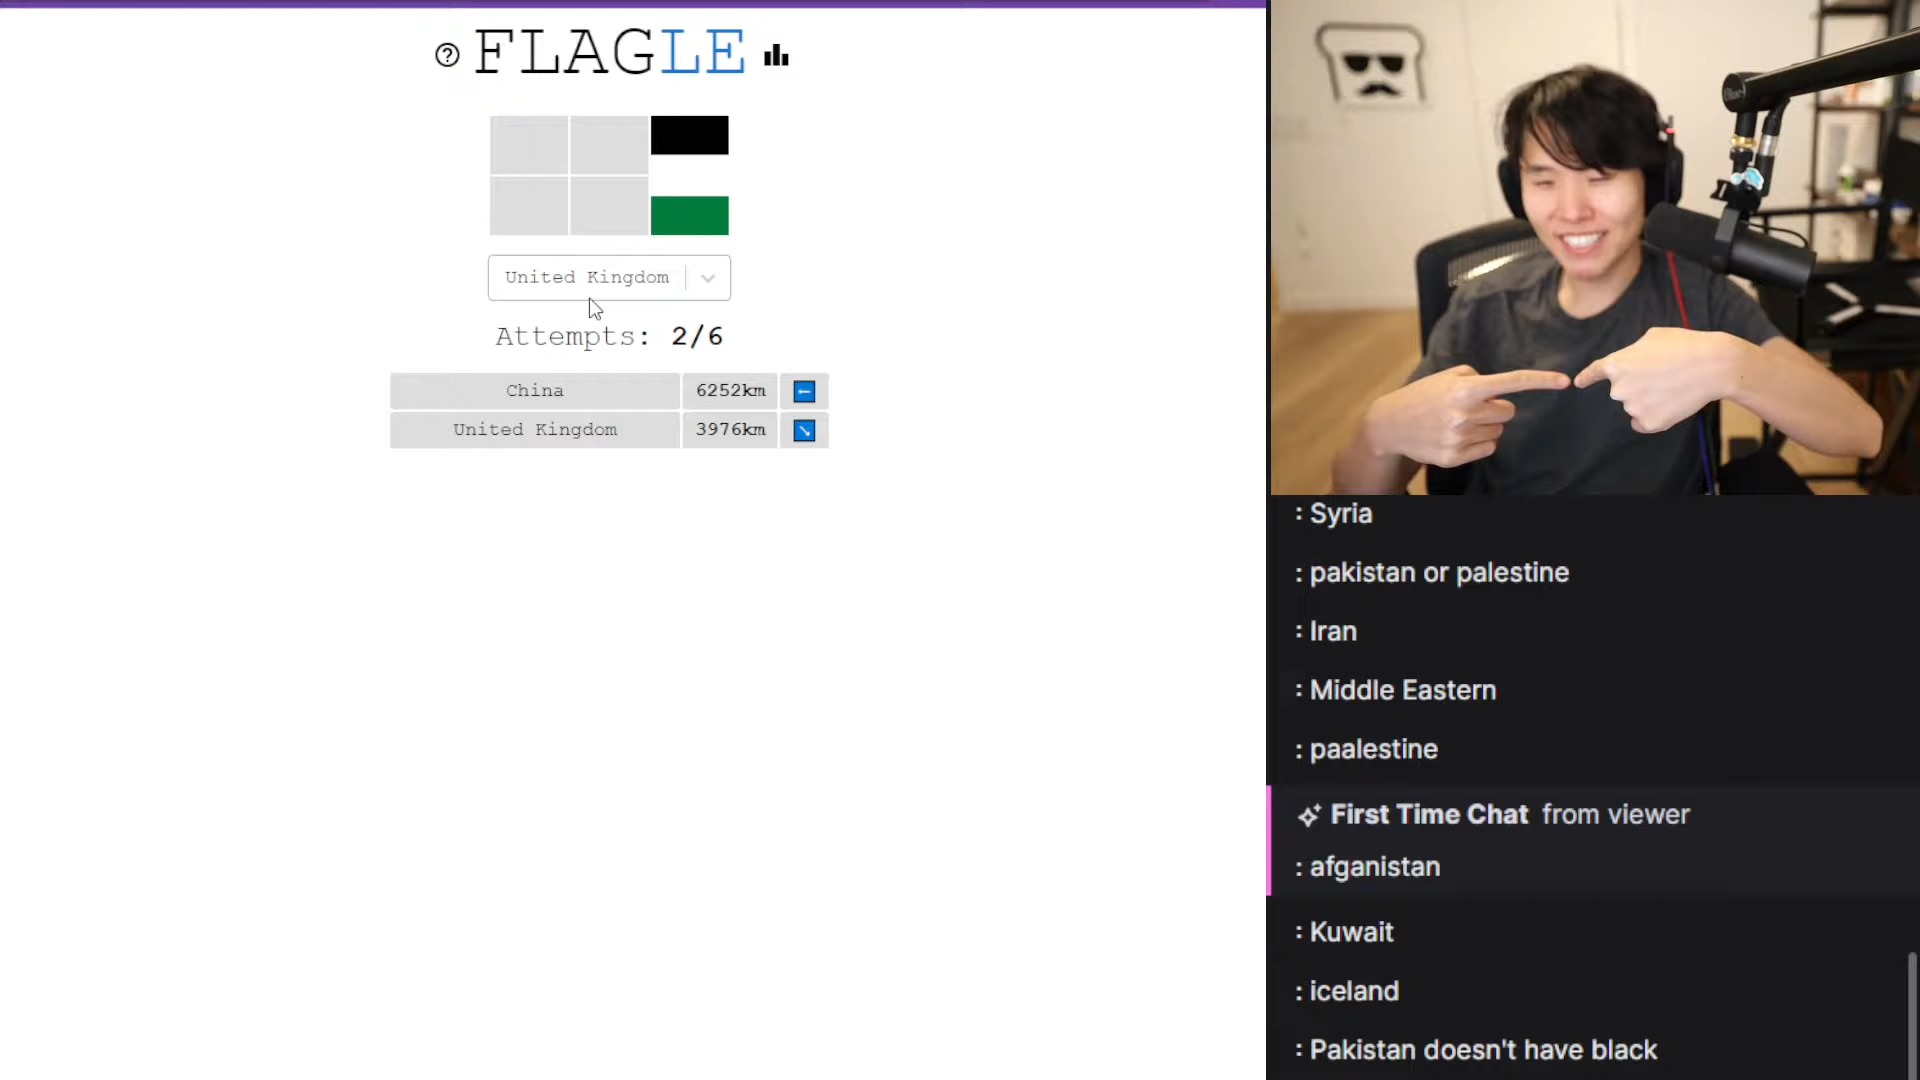 FLAGLE
United Kingdom
Attempts: 2/6
China 6252km
United Kingdom 3976km
: Syria
: pakistan or palestine
: Iran
: Middle Eastern
: paalestine
First Time Chat from viewer
: afganistan
: Kuwait
: iceland
: Pakistan doesn't have black